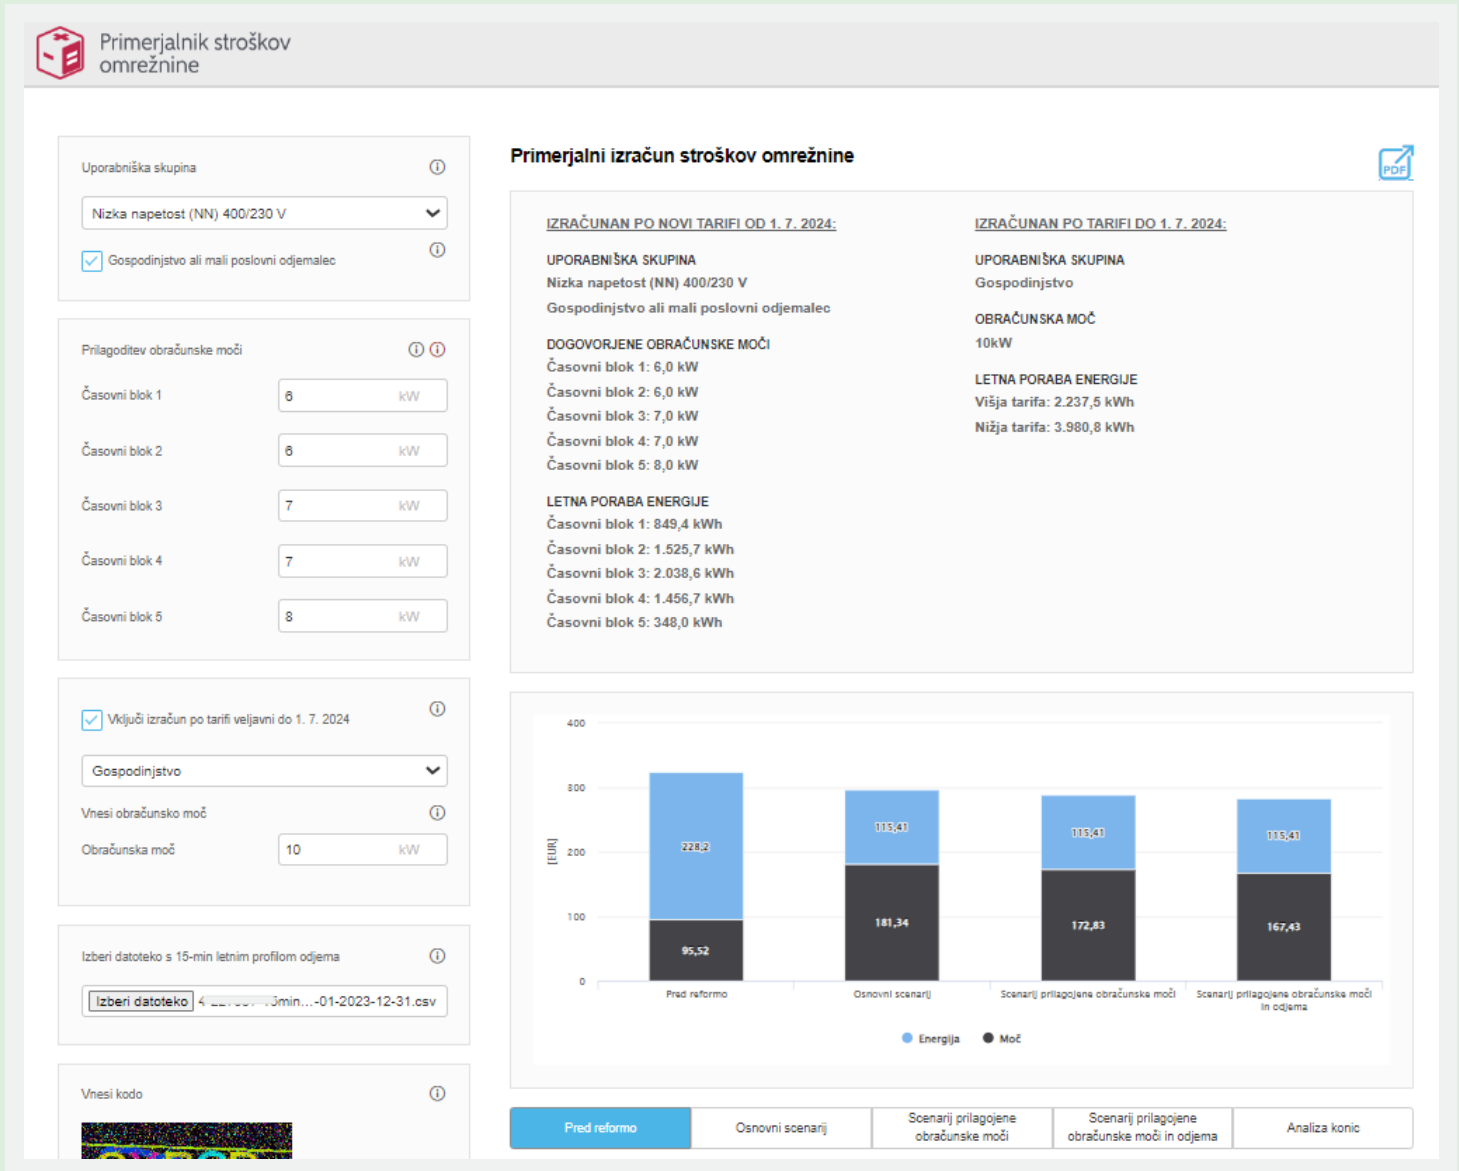 Primerjalnik stroškov
omrežnine
Uporabniška skupina
Nizka napetost (NN) 400/230 V
Gospodinjstvo ali mali poslovni odjemalec
Prilagoditev obračunske moči
Časovni blok 1
6 kW
Časovni blok 2
6 kW
Časovni blok 3
7 kW
Časovni blok 4
7 kW
Časovni blok 5
8 kW
Vključi izračun po tarifi veljavni do 1. 7. 2024
Gospodinjstvo
Vnesi obračunsko moč
Obračunska moč
10 kW
Izberi datoteko s 15-min letnim profilom odjema
Izberi datoteko
min...-01-2023-12-31.csv
Vnesi kodo
Primerjalni izračun stroškov omrežnine
PDF
IZRAČUNAN PO NOVI TARIFI OD 1. 7. 2024:
UPORABNIŠKA SKUPINA
Nizka napetost (NN) 400/230 V
Gospodinjstvo ali mali poslovni odjemalec
DOGOVORJENE OBRAČUNSKE MOČI
Časovni blok 1: 6,0 kW
Časovni blok 2: 6,0 kW
Časovni blok 3: 7,0 kW
Časovni blok 4: 7,0 kW
Časovni blok 5: 8,0 kW
LETNA PORABA ENERGIJE
Časovni blok 1: 849,4 kWh
Časovni blok 2: 1.525,7 kWh
Časovni blok 3: 2.038,6 kWh
Časovni blok 4: 1.456,7 kWh
Časovni blok 5: 348,0 kWh
IZRAČUNAN PO TARIFI DO 1. 7. 2024:
UPORABNIŠKA SKUPINA
Gospodinjstvo
OBRAČUNSKA MOČ
10kW
LETNA PORABA ENERGIJE
Višja tarifa: 2.237,5 kWh
Nižja tarifa: 3.980,8 kWh
400
300
200
100
0
[EUR]
228,2
95,52
115,41
181,34
115,41
172,83
115,41
167,43
Pred reformo
Osnovni scenarij
Scenarij prilagojene obračunske moči
Scenarij prilagojene obračunske moči
in odjema
Energija
Moč
Pred reformo
Osnovni scenarij
Scenarij prilagojene
obračunske moči
Scenarij prilagojene
obračunske moči in odjema
Analiza konic